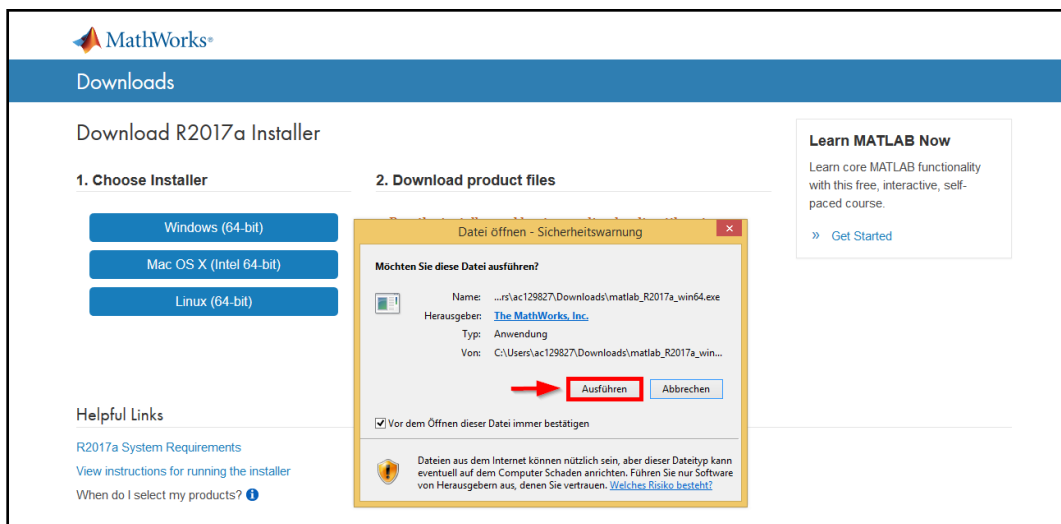 MathWorks®
Downloads
Download R2017a Installer
1. Choose Installer
Windows (64-bit)
Mac OS X (Intel 64-bit)
Linux (64-bit)
2. Download product files
Datei öffnen - Sicherheitswarnung
Möchten Sie diese Datei ausführen?
Name: ...rs\ac129827\Downloads\matlab_R2017a_win64.exe
Herausgeber: The MathWorks, Inc.
Typ: Anwendung
Von: C:\Users\ac129827\Downloads\matlab_R2017a_win...
Ausführen Abbrechen
Vor dem Öffnen dieser Datei immer bestätigen
Dateien aus dem Internet können nützlich sein, aber dieser Dateityp kann
eventuell auf dem Computer Schaden anrichten. Führen Sie nur Software
von Herausgebern aus, denen Sie vertrauen. Welches Risiko besteht?
Learn MATLAB Now
Learn core MATLAB functionality
with this free, interactive, self-
paced course.
» Get Started
Helpful Links
R2017a System Requirements
View instructions for running the installer
When do I select my products?